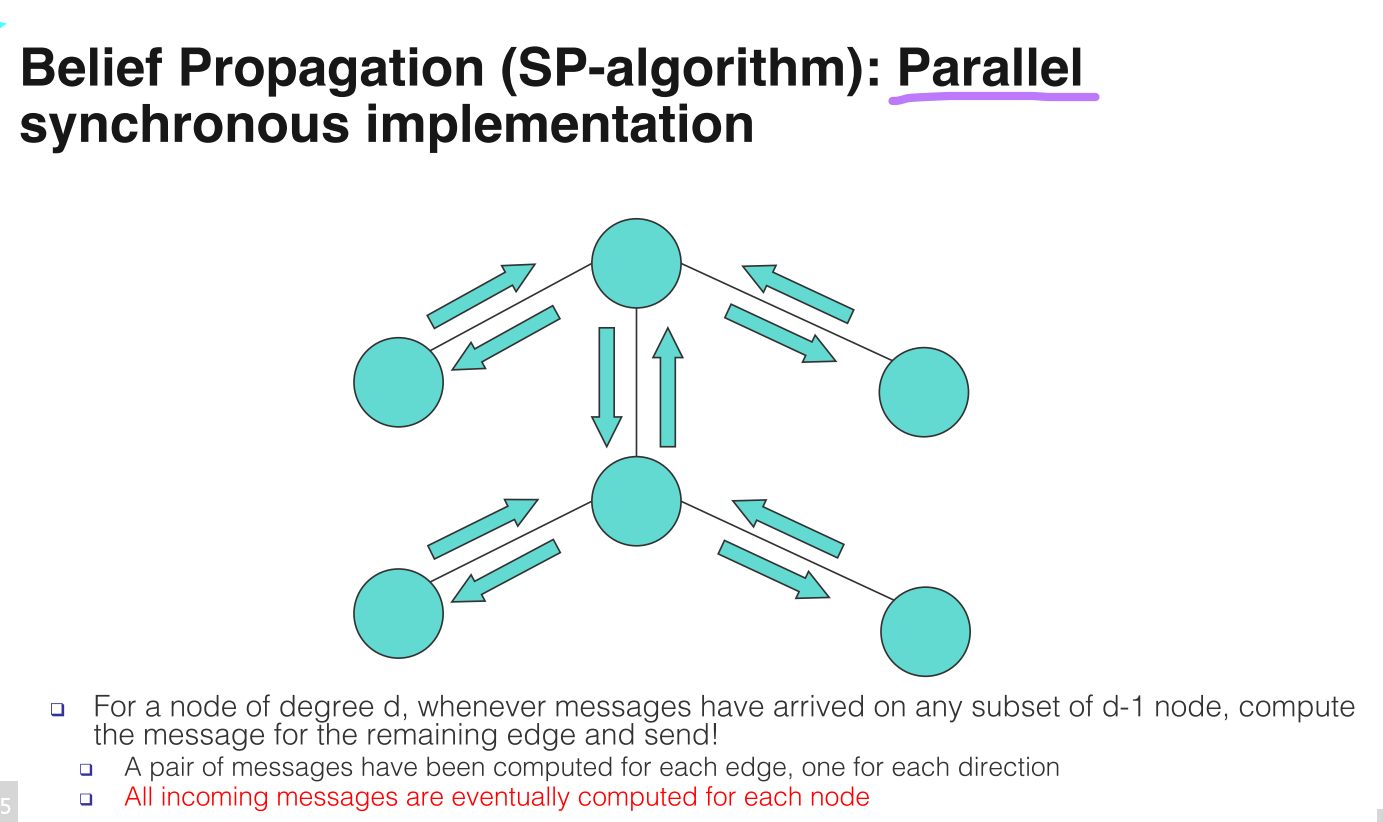 Belief Propagation (SP-algorithm): Parallel
synchronous implementation
For a node of degree d, whenever messages have arrived on any subset of d-1 node, compute
the message for the remaining edge and send!
A pair of messages have been computed for each edge, one for each direction
All incoming messages are eventually computed for each node
5